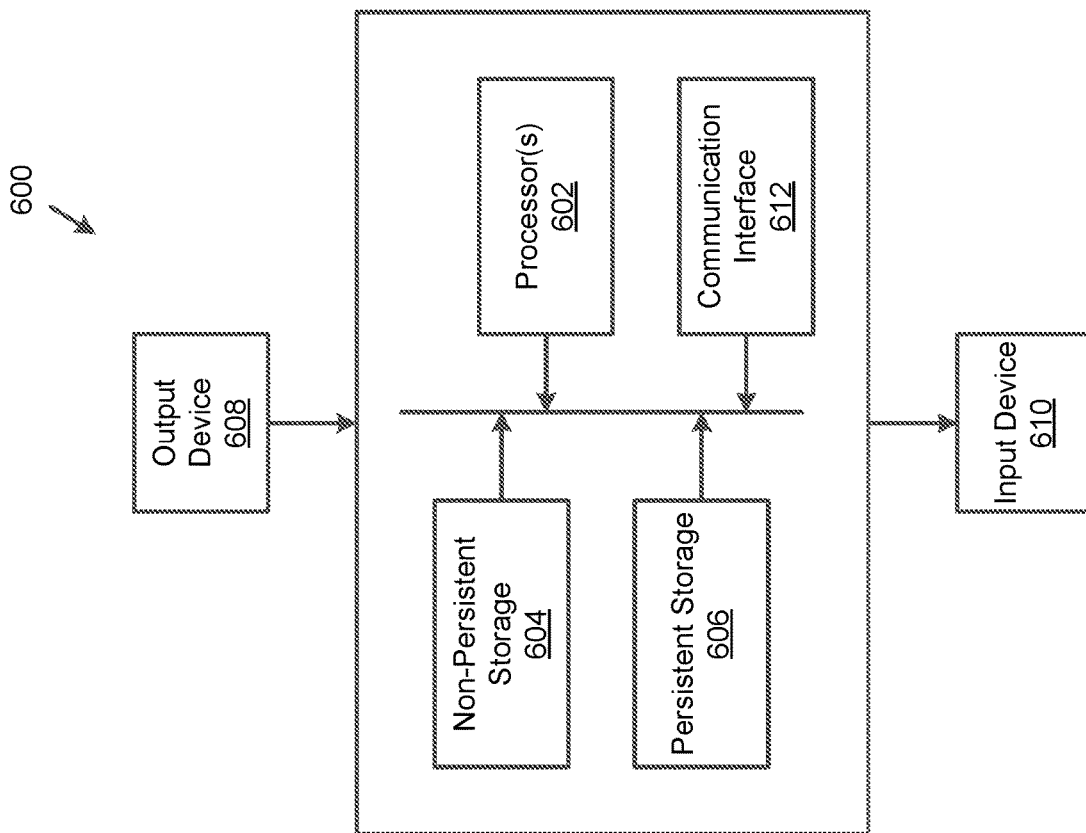 600
Output
Device
608
Processor(s)
602
Communication
Interface
612
Non-Persistent
Storage
604
Persistent Storage
606
Input Device
610